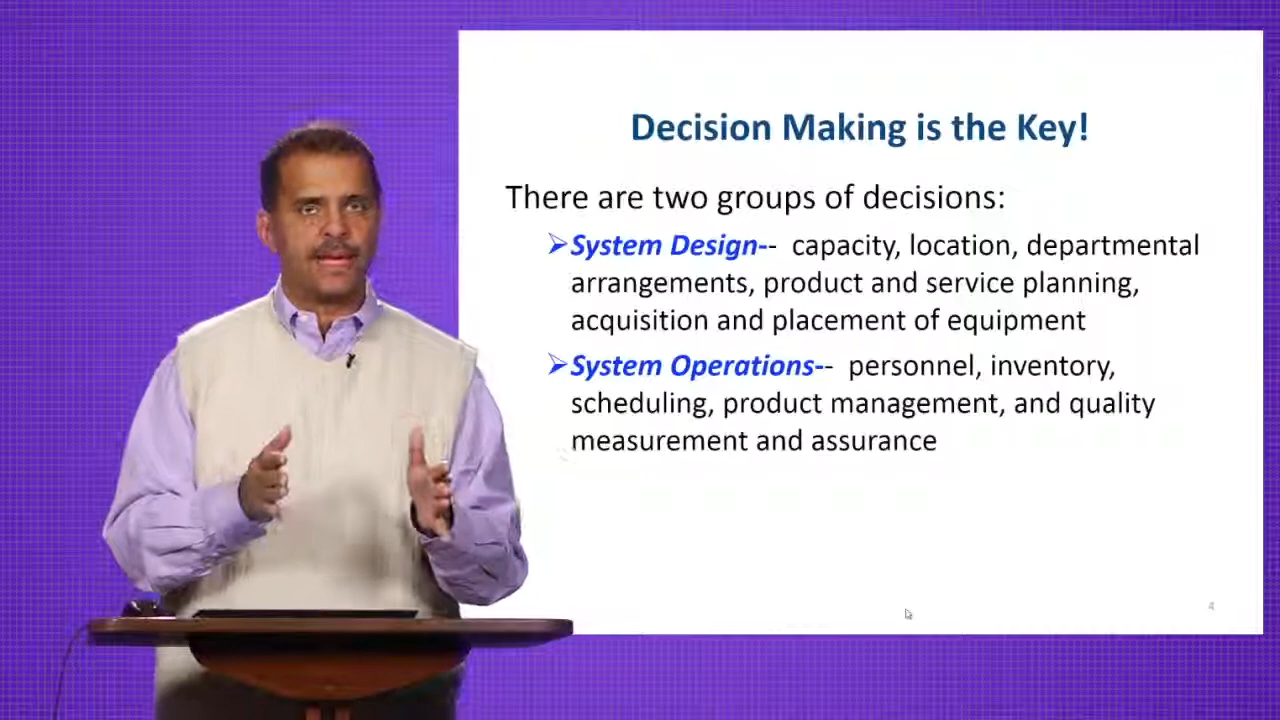 Decision Making is the Key!
There are two groups of decisions:
➢System Design-- capacity, location, departmental
arrangements, product and service planning,
acquisition and placement of equipment
➢System Operations-- personnel, inventory,
scheduling, product management, and quality
measurement and assurance
4